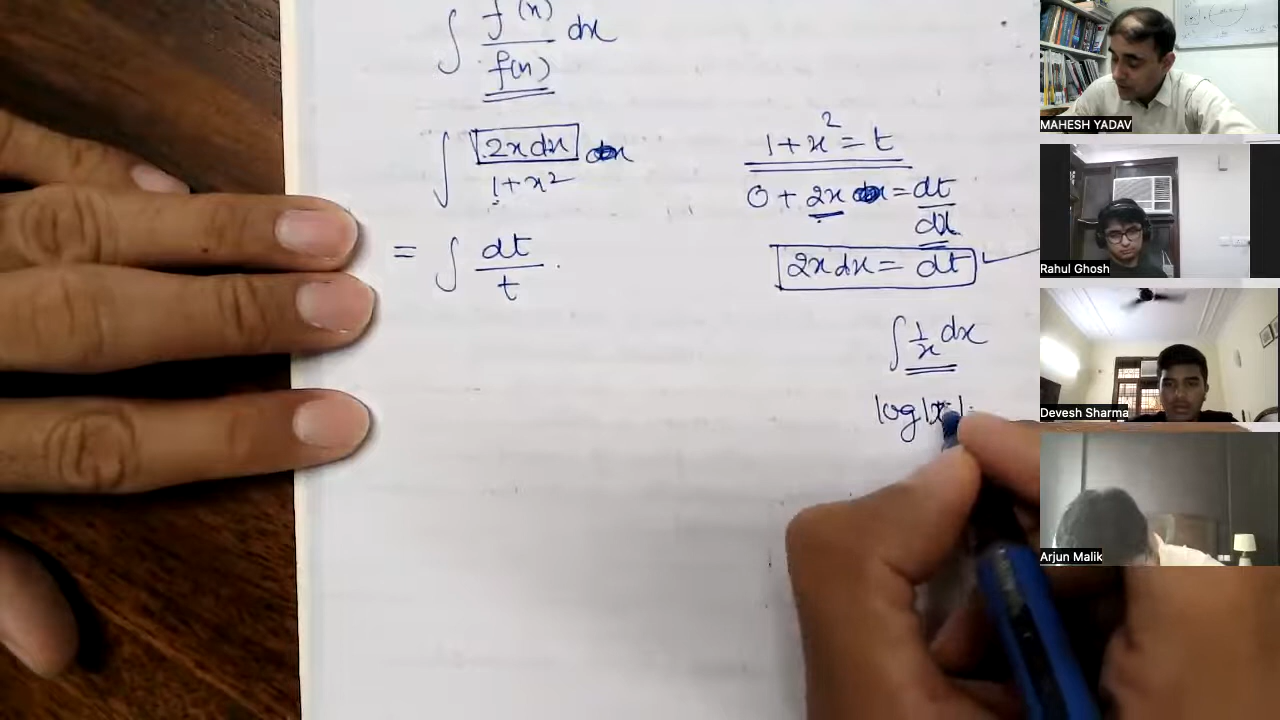 ∫ f'(x)/f(x) dx
∫ 2x dx/1+x²
= ∫ dt/t
1+x² = t
0 + 2x = dt/dx
2x dx = dt
∫ 1/x dx
log|x|
MAHESH YADAV
Rahul Ghosh
Devesh Sharma
Arjun Malik